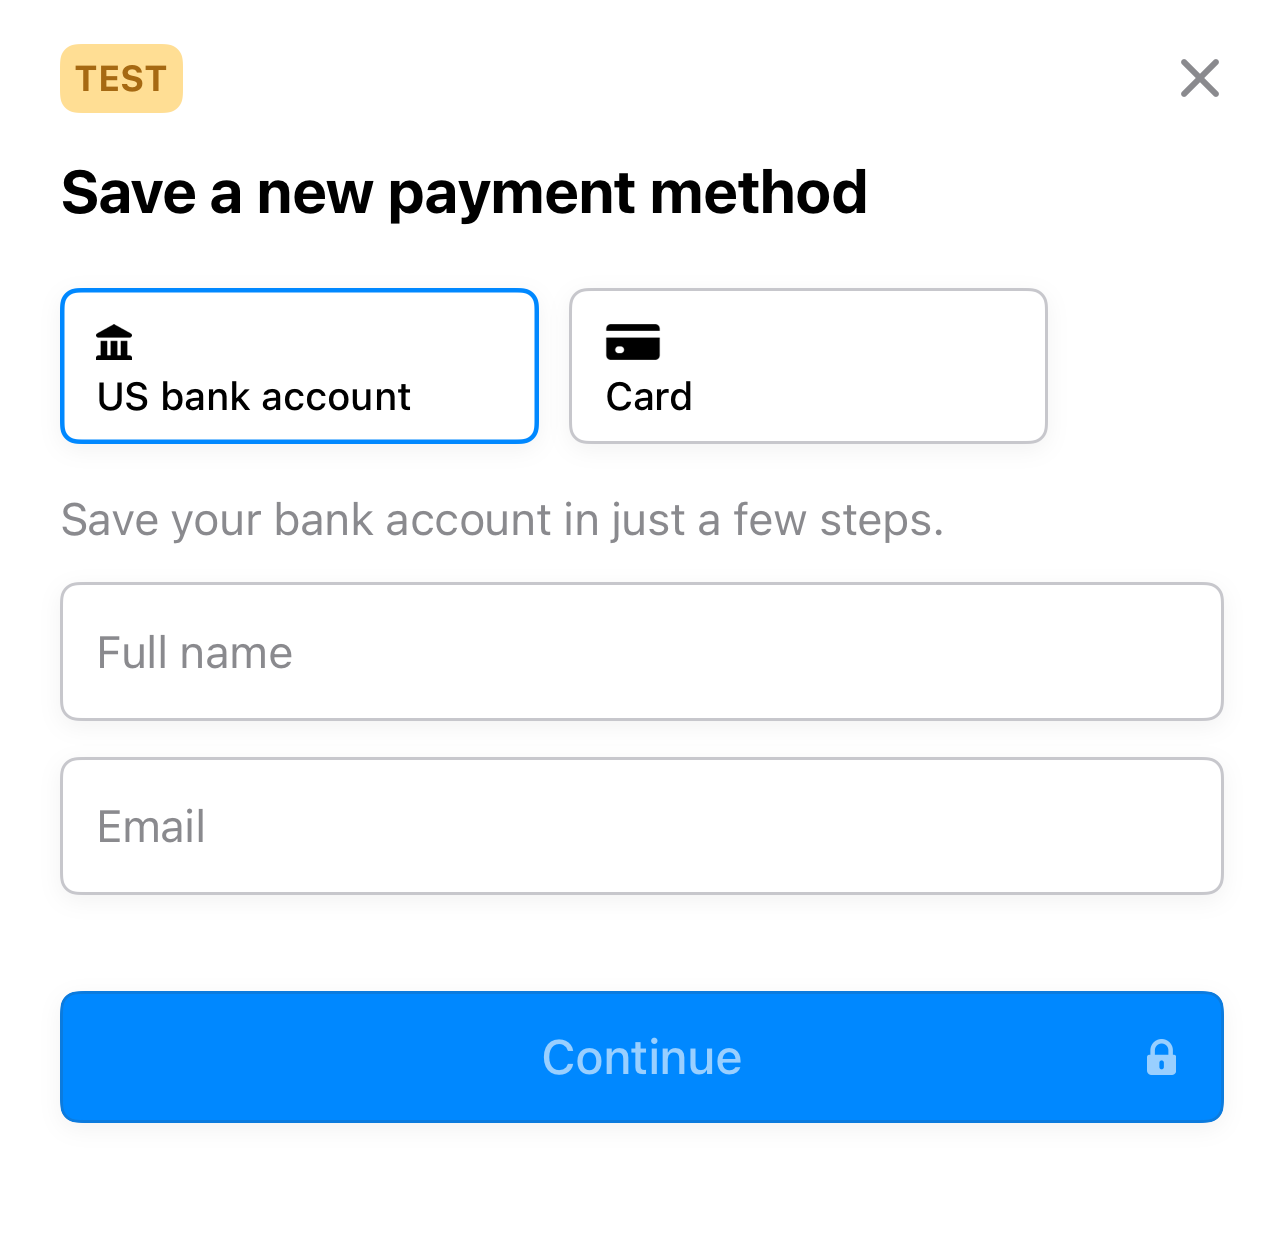 TEST
Save a new payment method
US bank account
Card
Save your bank account in just a few steps.
Full name
Email
Continue